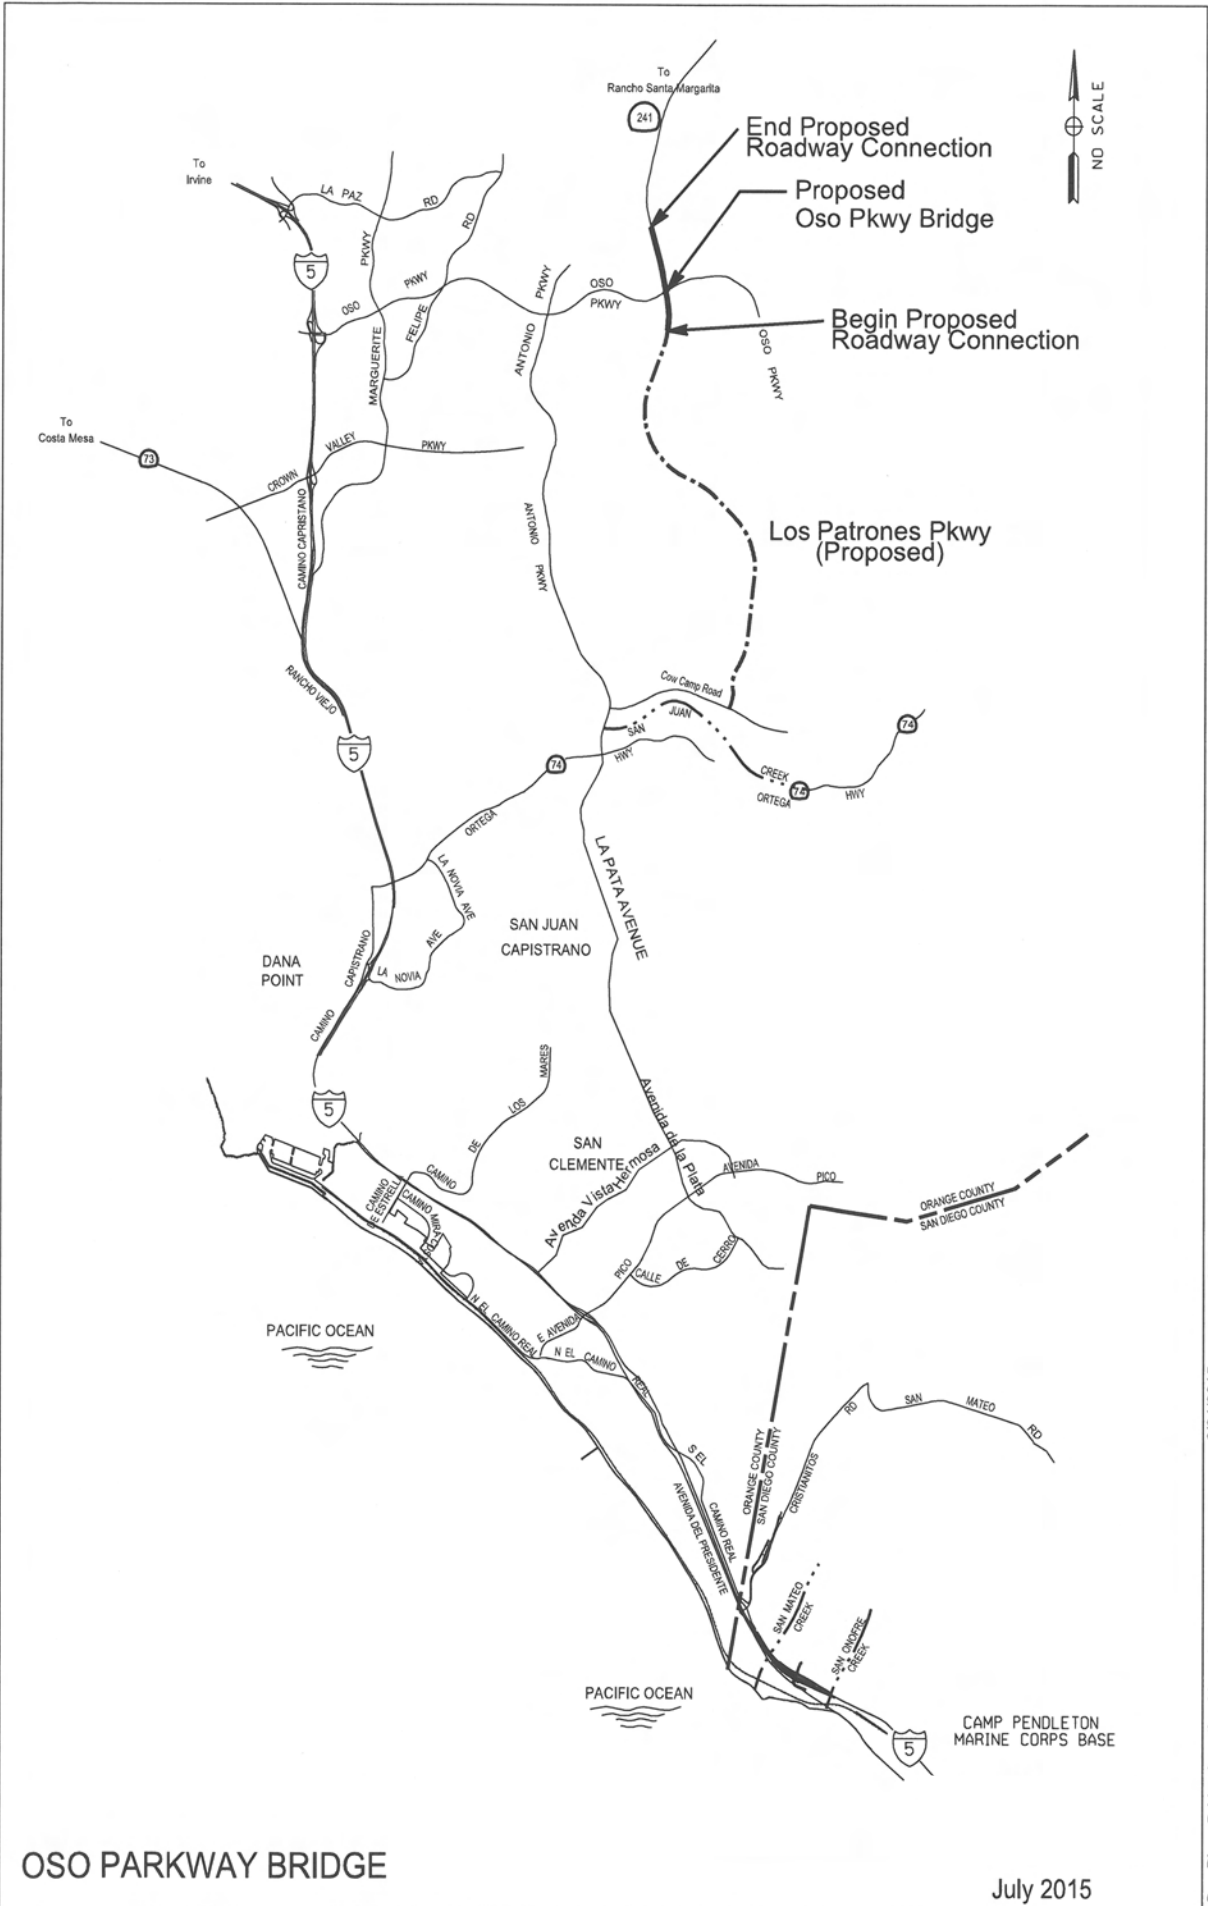 To
Rancho Santa Margarita
241
NO SCALE
End Proposed
Roadway Connection
Proposed
Oso Pkwy Bridge
To
Irvine
LA PAZ RD
RD
PKWY
5
OSO PKWY
FELIPE
MARGUERITE
ANTONIO PKWY
OSO
PKWY
Begin Proposed
Roadway Connection
OSO PKWY
To
Costa Mesa
73
CROWN VALLEY PKWY
CAMINO CAPRISTANO
ANTONIO PKWY
Los Patrones Pkwy
(Proposed)
RANCHO VIEJO
Cow Camp Road
SAN JUAN CREEK
5
74
HWY
74
74
ORTEGA HWY
ORTEGA
LA NOVIA AVE
LA PATA AVENUE
SAN JUAN
CAPISTRANO
DANA
POINT
CAMINO CAPISTRANO
LA NOVIA AVE
5
CAMINO DE LOS MARES
SAN
CLEMENTE
Avenida de la Plata
Avenda Vista Hermosa
AVENIDA PICO
CAMINO
DE ESTRELL
CAMINO MIRA
ORANGE COUNTY
SAN DIEGO COUNTY
PICO
CALLE DE CERRO
E AVENIDA
N EL CAMINO REAL
N EL CAMINO REAL
PACIFIC OCEAN
S EL CAMINO REAL
AVENIDA DEL PRESIDENTE
ORANGE COUNTY
SAN DIEGO COUNTY
CRISTIANITOS RD
SAN MATEO RD
SAN MATEO
CREEK
SAN ONOFRE
CREEK
PACIFIC OCEAN
CAMP PENDLETON
MARINE CORPS BASE
5
OSO PARKWAY BRIDGE
July 2015